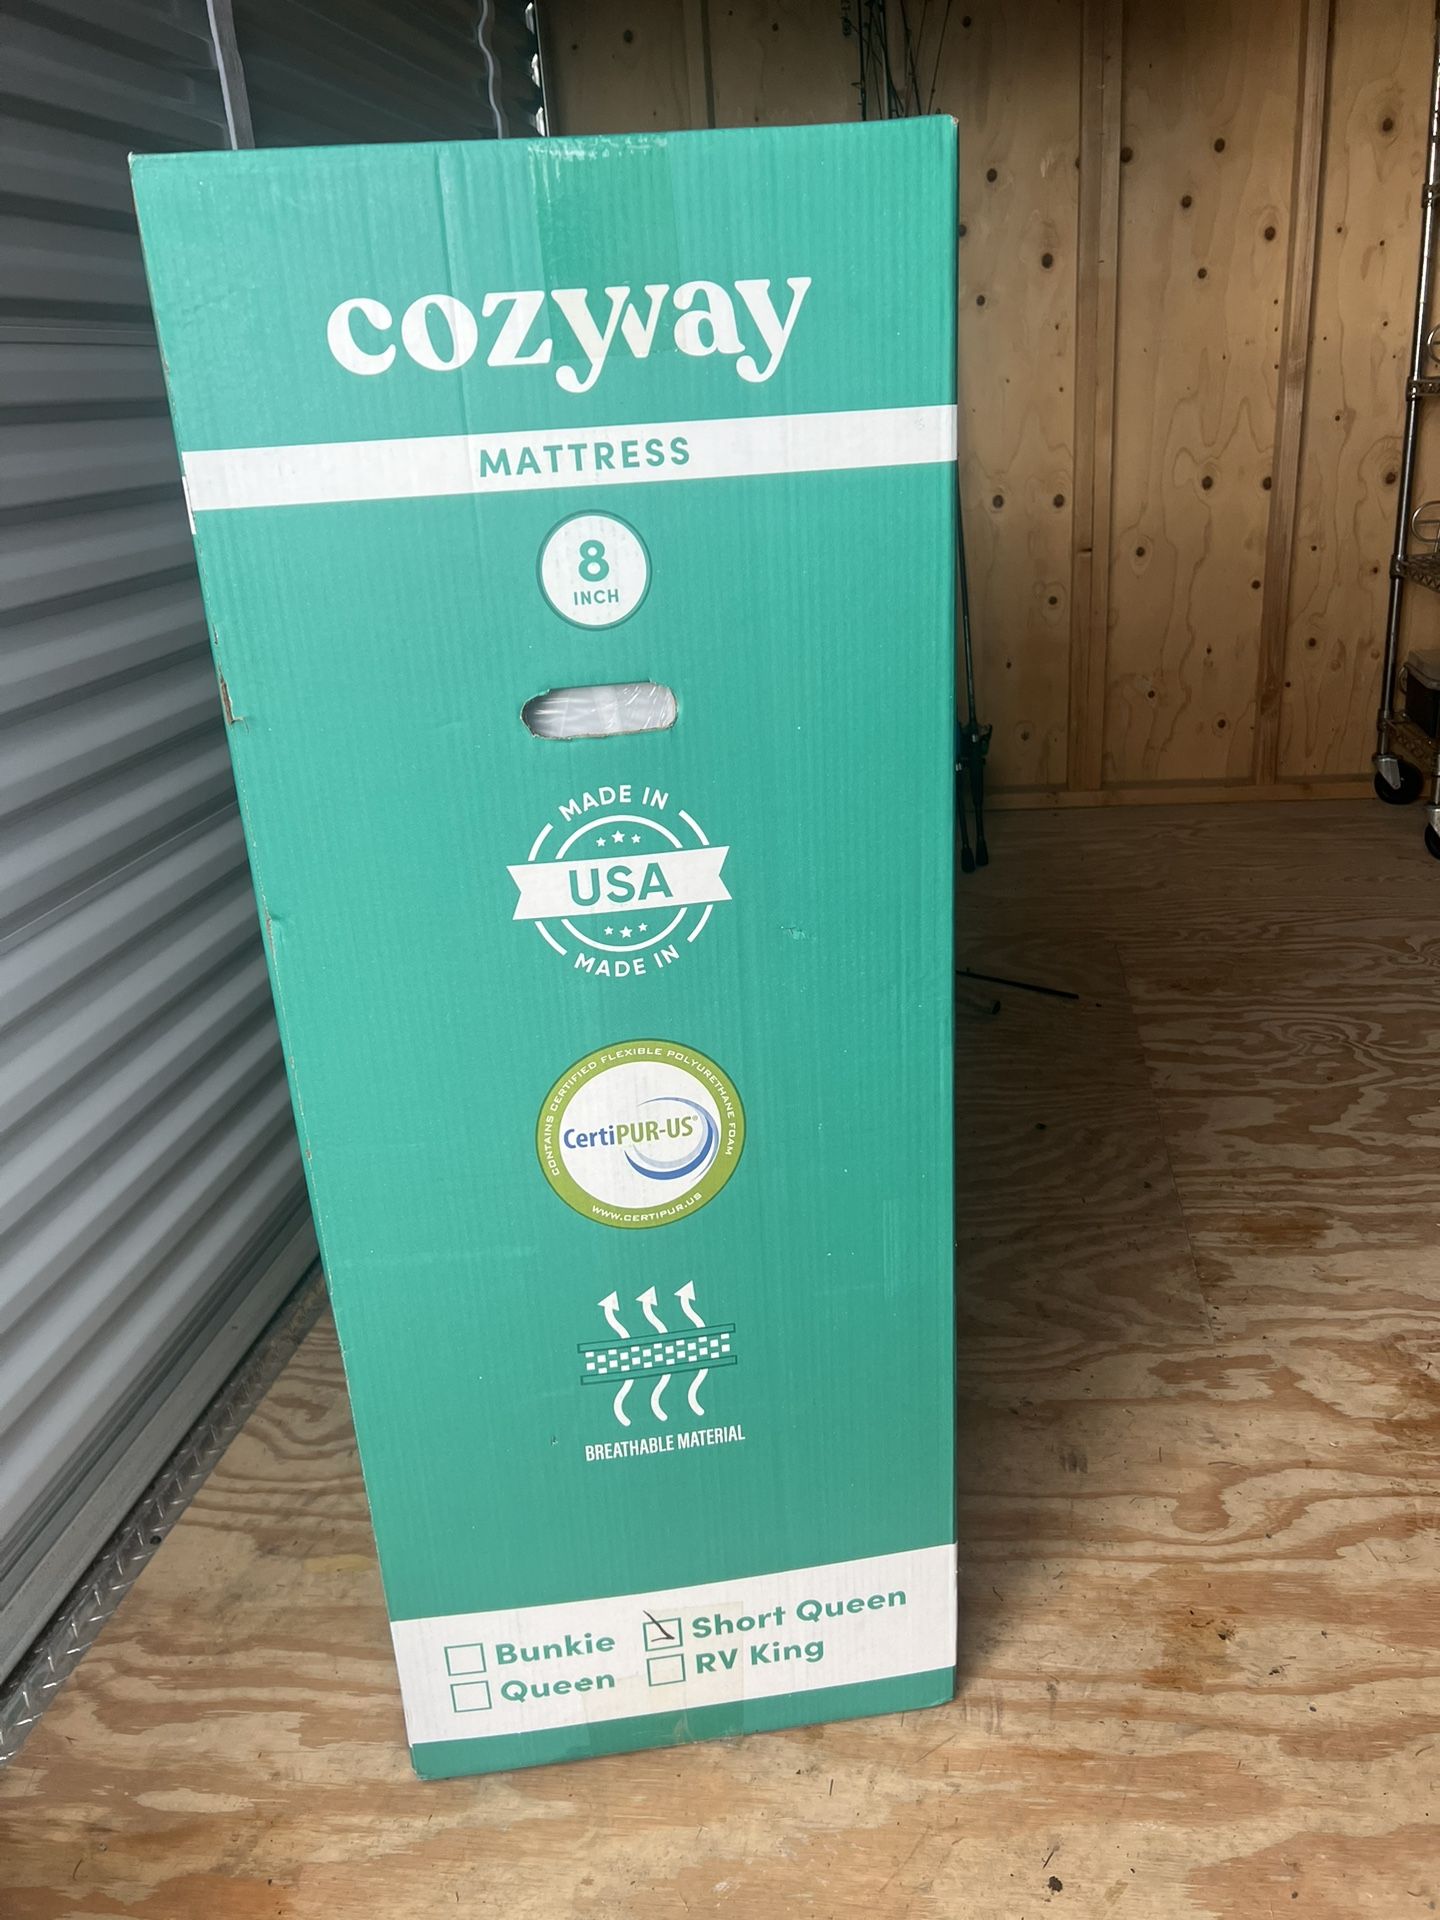 cozyway
MATTRESS
8
INCH
MADE IN
USA
MADE IN
CONTAINS CERTIFIED FLEXIBLE POLYURETHANE FOAM
CertiPUR-US®
WWW.CERTIPUR.US
BREATHABLE MATERIAL
Bunkie
Short Queen
Queen
RV King